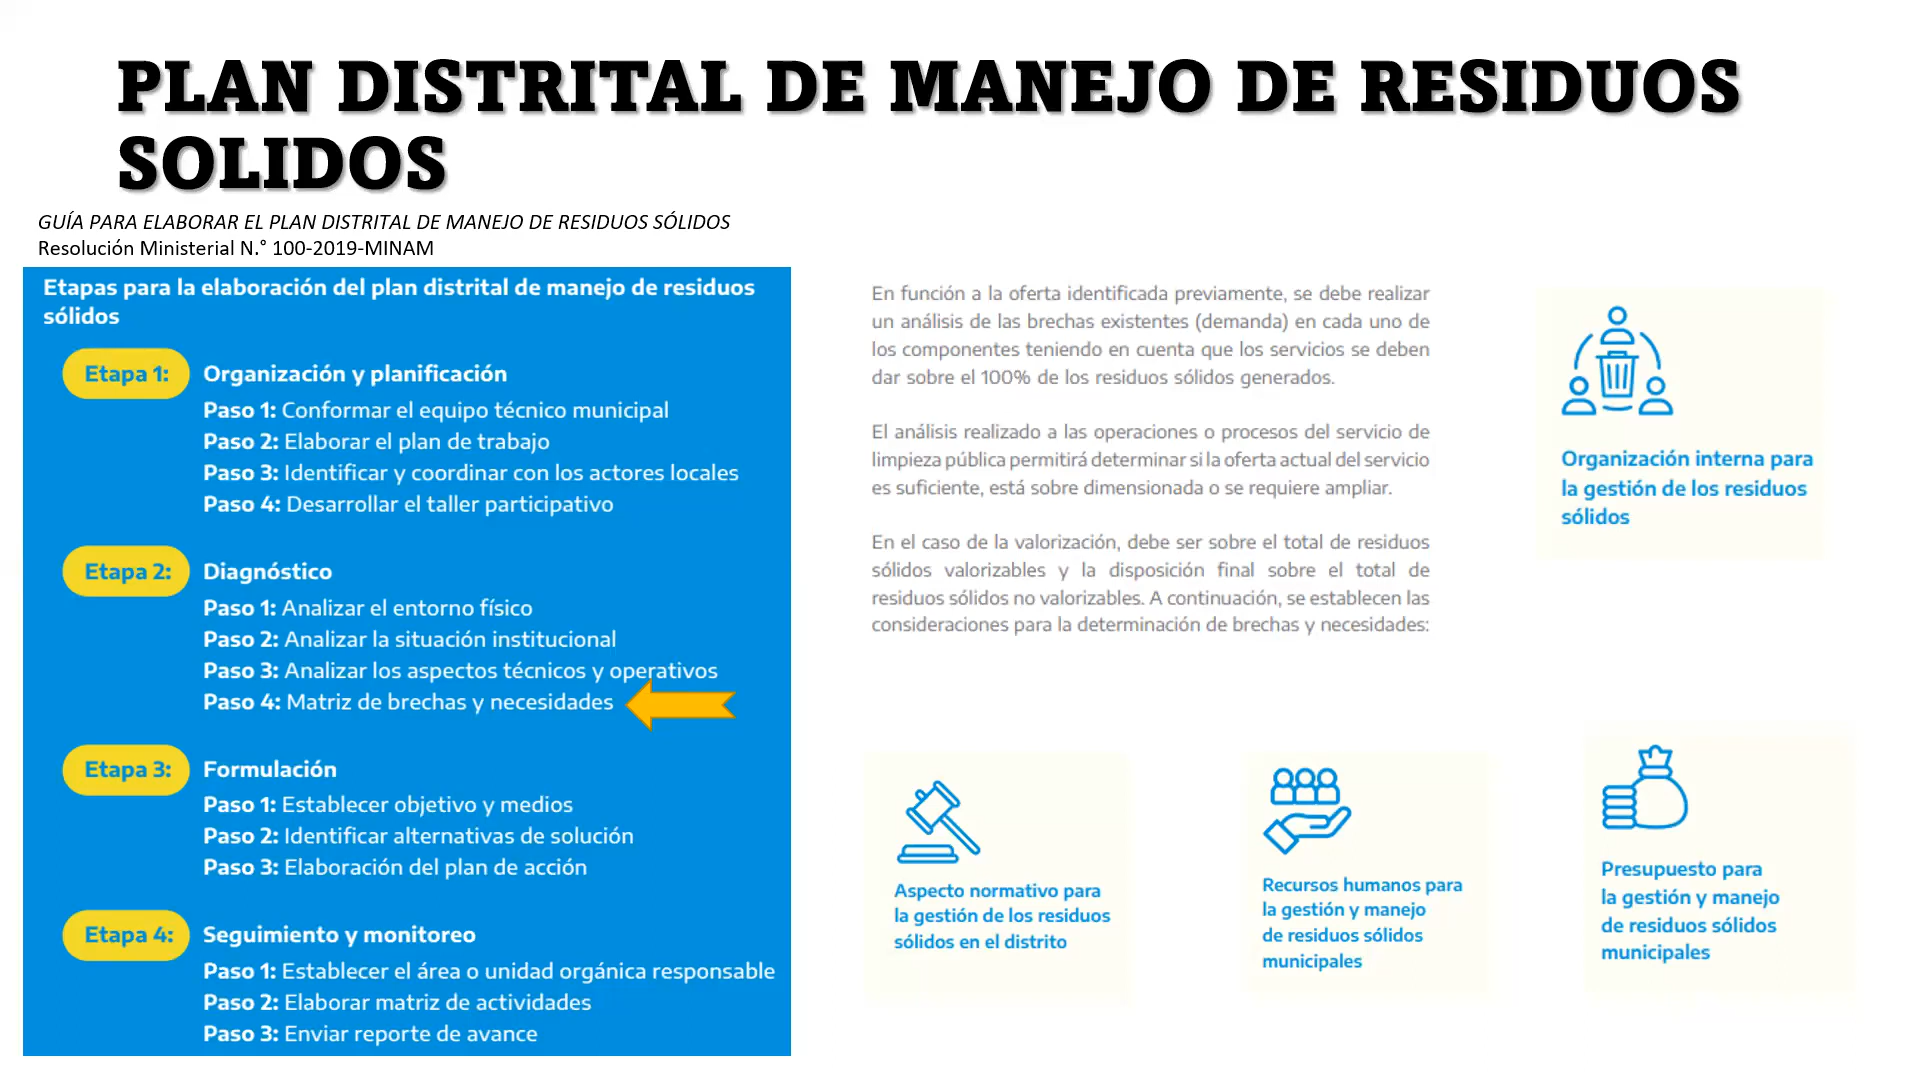 PLAN DISTRITAL DE MANEJO DE RESIDUOS
SOLIDOS
GUÍA PARA ELABORAR EL PLAN DISTRITAL DE MANEJO DE RESIDUOS SÓLIDOS
Resolución Ministerial N.° 100-2019-MINAM
Etapas para la elaboración del plan distrital de manejo de residuos
sólidos
Etapa 1: Organización y planificación
Paso 1: Conformar el equipo técnico municipal
Paso 2: Elaborar el plan de trabajo
Paso 3: Identificar y coordinar con los actores locales
Paso 4: Desarrollar el taller participativo
Etapa 2: Diagnóstico
Paso 1: Analizar el entorno físico
Paso 2: Analizar la situación institucional
Paso 3: Analizar los aspectos técnicos y operativos
Paso 4: Matriz de brechas y necesidades
Etapa 3: Formulación
Paso 1: Establecer objetivo y medios
Paso 2: Identificar alternativas de solución
Paso 3: Elaboración del plan de acción
Etapa 4: Seguimiento y monitoreo
Paso 1: Establecer el área o unidad orgánica responsable
Paso 2: Elaborar matriz de actividades
Paso 3: Enviar reporte de avance
En función a la oferta identificada previamente, se debe realizar
un análisis de las brechas existentes (demanda) en cada uno de
los componentes teniendo en cuenta que los servicios se deben
dar sobre el 100% de los residuos sólidos generados.
El análisis realizado a las operaciones o procesos del servicio de
limpieza pública permitirá determinar si la oferta actual del servicio
es suficiente, está sobre dimensionada o se requiere ampliar.
En el caso de la valorización, debe ser sobre el total de residuos
sólidos valorizables y la disposición final sobre el total de
residuos sólidos no valorizables. A continuación, se establecen las
consideraciones para la determinación de brechas y necesidades:
Organización interna para
la gestión de los residuos
sólidos
Aspecto normativo para
la gestión de los residuos
sólidos en el distrito
Recursos humanos para
la gestión y manejo
de residuos sólidos
municipales
Presupuesto para
la gestión y manejo
de residuos sólidos
municipales